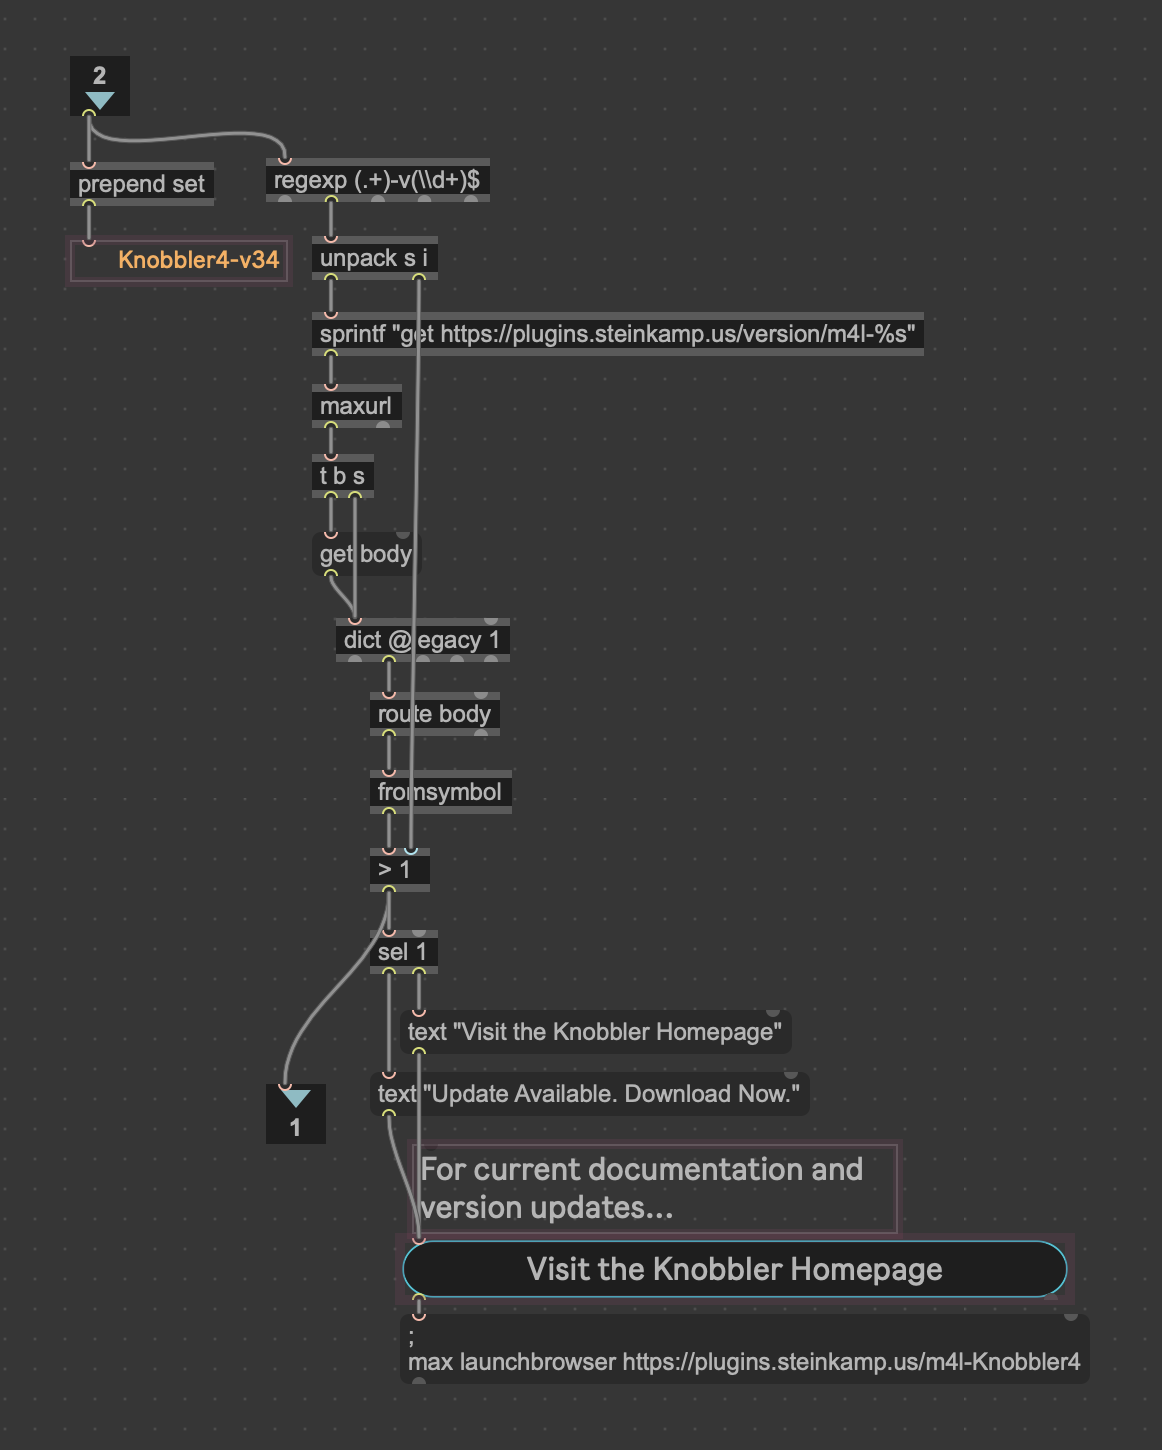 2
prepend set
regexp (.+)-v(\\d+)$
Knobbler4-v34
unpack s i
sprintf "get https://plugins.steinkamp.us/version/m4l-%s"
maxurl
t b s
get body
dict @legacy 1
route body
fromsymbol
> 1
sel 1
text "Visit the Knobbler Homepage"
text "Update Available. Download Now."
1
For current documentation and
version updates...
Visit the Knobbler Homepage
;
max launchbrowser https://plugins.steinkamp.us/m4l-Knobbler4